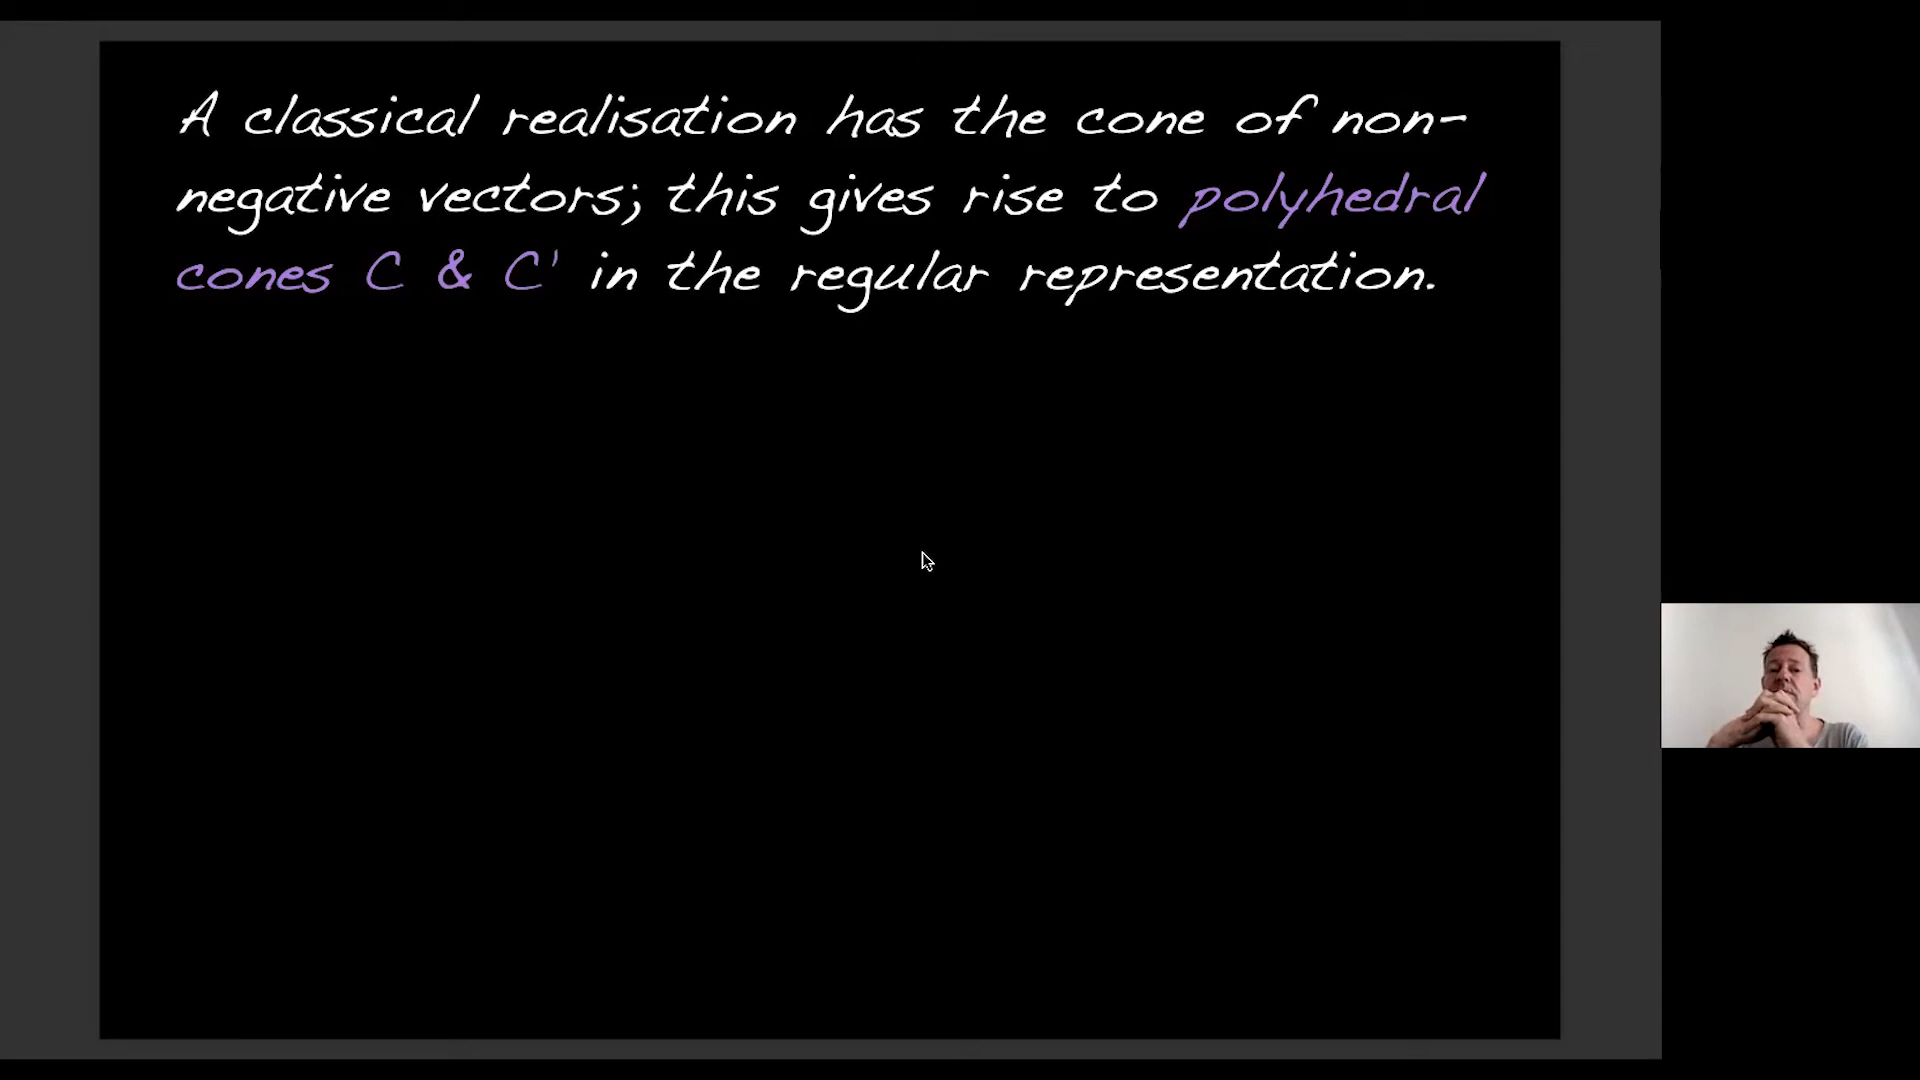 A classical realisation has the cone of non-
negative vectors; this gives rise to polyhedral
cones C & C' in the regular representation.